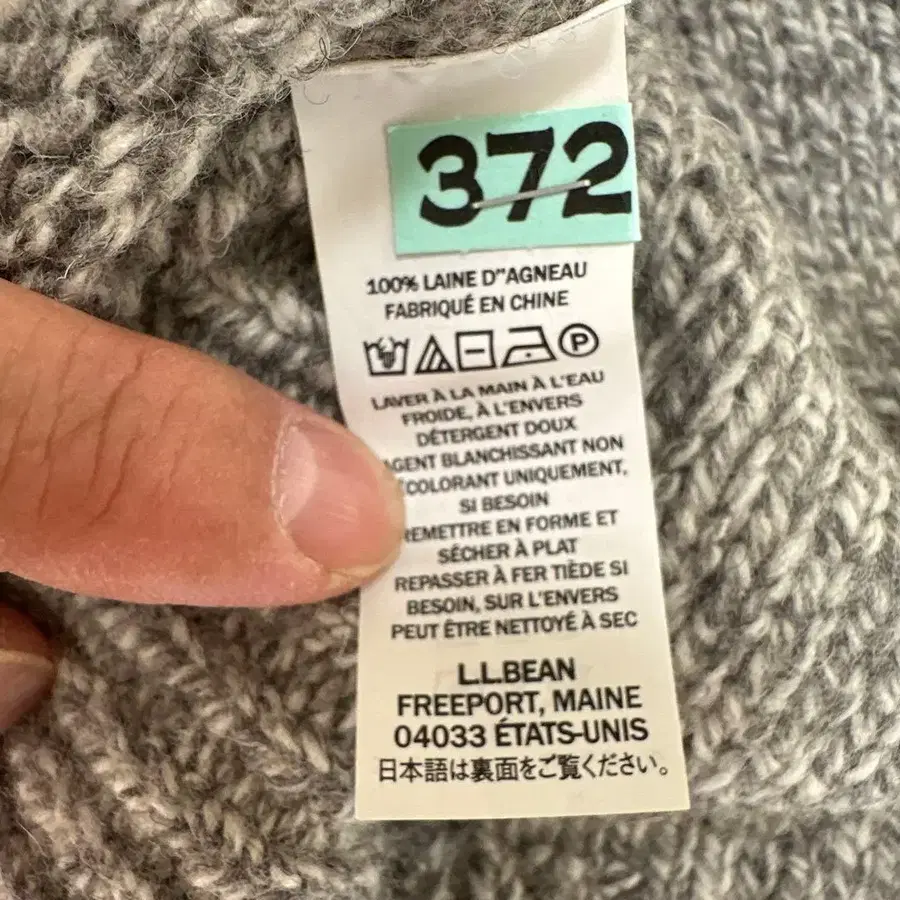 372
100% LAINE D"AGNEAU
FABRIQUÉ EN CHINE
P
LAVER À LA MAIN À L'EAU
FROIDE, À L'ENVERS
DÉTERGENT DOUX
AGENT BLANCHISSANT NON
COLORANT UNIQUEMENT,
SI BESOIN
REMETTRE EN FORME ET
SÉCHER À PLAT
REPASSER À FER TIÈDE SI
BESOIN, SUR L'ENVERS
PEUT ÊTRE NETTOYÉ À SEC
L.L.BEAN
FREEPORT, MAINE
04033 ÉTATS-UNIS
日本語は裏面をご覧ください。